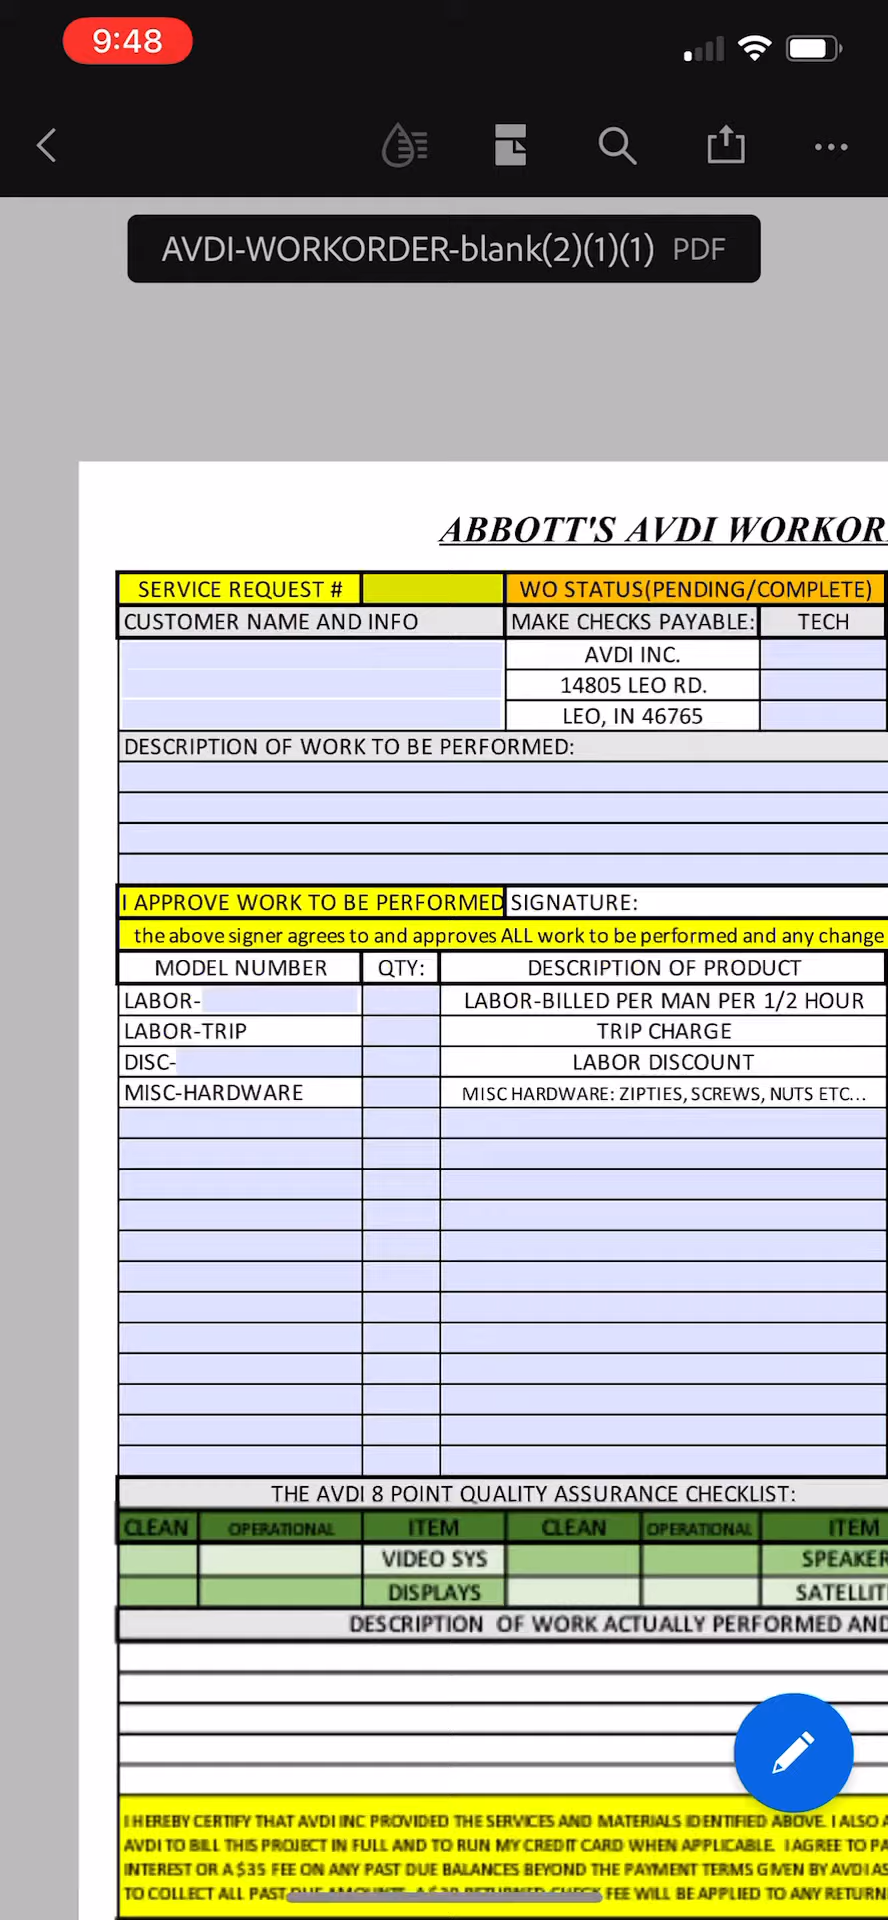 9:48
AVDI-WORKORDER-blank(2)(1)(1) PDF
ABBOTT'S AVDI WORKOR
SERVICE REQUEST # WO STATUS(PENDING/COMPLETE)
CUSTOMER NAME AND INFO MAKE CHECKS PAYABLE: TECH
AVDI INC.
14805 LEO RD.
LEO, IN 46765
DESCRIPTION OF WORK TO BE PERFORMED:
I APPROVE WORK TO BE PERFORMED SIGNATURE:
the above signer agrees to and approves ALL work to be performed and any change
MODEL NUMBER QTY: DESCRIPTION OF PRODUCT
LABOR- LABOR-BILLED PER MAN PER 1/2 HOUR
LABOR-TRIP TRIP CHARGE
DISC- LABOR DISCOUNT
MISC-HARDWARE MISC HARDWARE: ZIPTIES, SCREWS, NUTS ETC...
THE AVDI 8 POINT QUALITY ASSURANCE CHECKLIST:
CLEAN OPERATIONAL ITEM CLEAN OPERATIONAL ITEM
VIDEO SYS SPEAKER
DISPLAYS SATELLIT
DESCRIPTION OF WORK ACTUALLY PERFORMED AND
I HEREBY CERTIFY THAT AVDI INC PROVIDED THE SERVICES AND MATERIALS IDENTIFIED ABOVE. I ALSO A
AVDI TO BILL THIS PROJECT IN FULL AND TO RUN MY CREDIT CARD WHEN APPLICABLE. I AGREE TO PA
INTEREST OR A $35 FEE ON ANY PAST DUE BALANCES BEYOND THE PAYMENT TERMS GIVEN BY AVDI AS
TO COLLECT ALL PAST DUE AMOUNTS. A $30 RETURNED CHECK FEE WILL BE APPLIED TO ANY RETURN